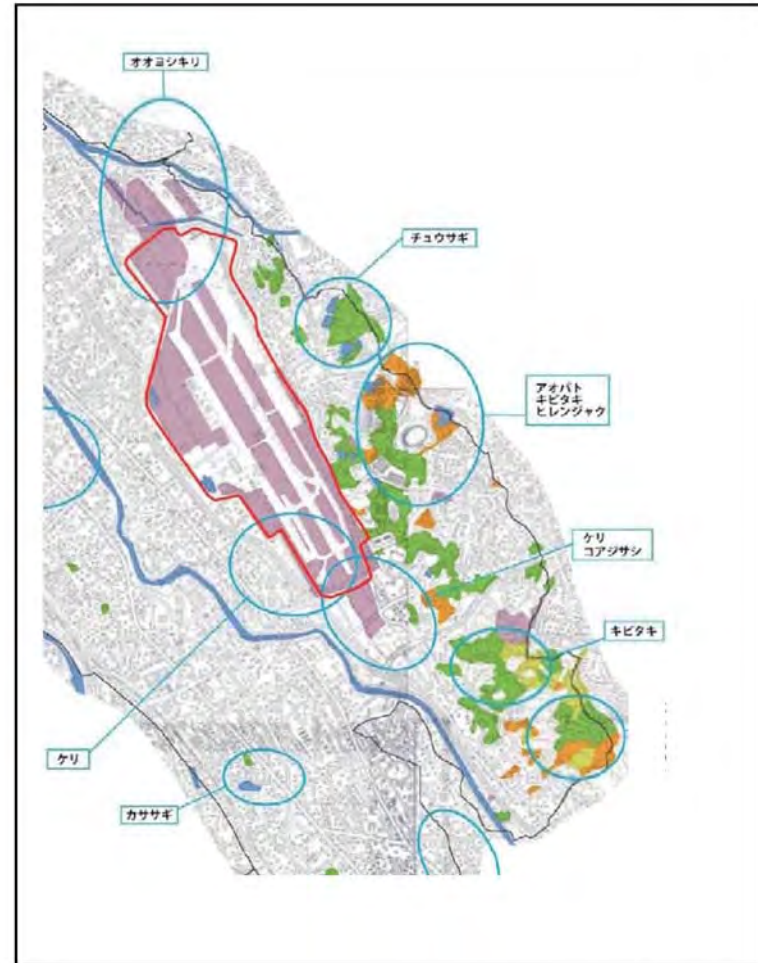 オオヨシキリ
チュウサギ
アオバト
キビタキ
ヒレンジャク
ケリ
コアジサシ
キビタキ
ケリ
カササギ